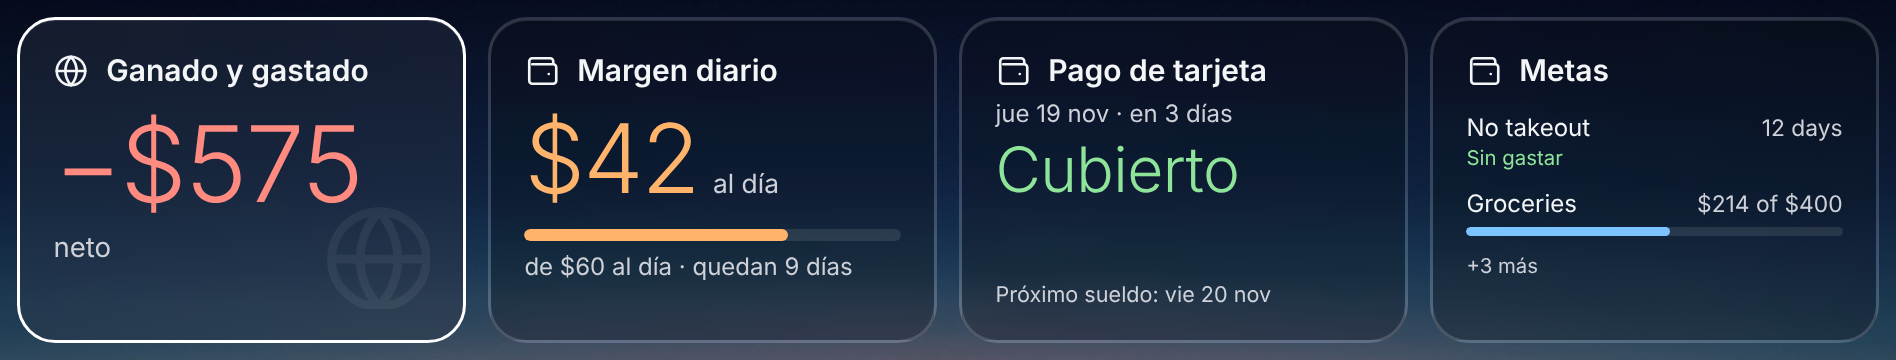 Ganado y gastado
−$575
neto
Margen diario
$42 al día
de $60 al día · quedan 9 días
Pago de tarjeta
jue 19 nov · en 3 días
Cubierto
Próximo sueldo: vie 20 nov
Metas
No takeout 12 days
Sin gastar
Groceries $214 of $400
+3 más